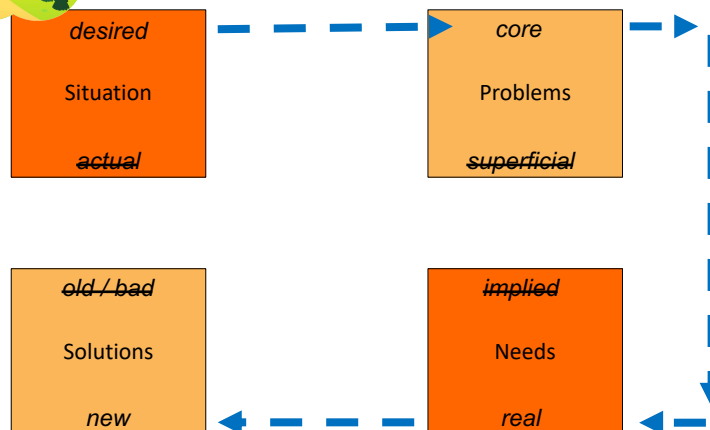 desired
Situation
actual
core
Problems
superficial
old / bad
Solutions
new
implied
Needs
real